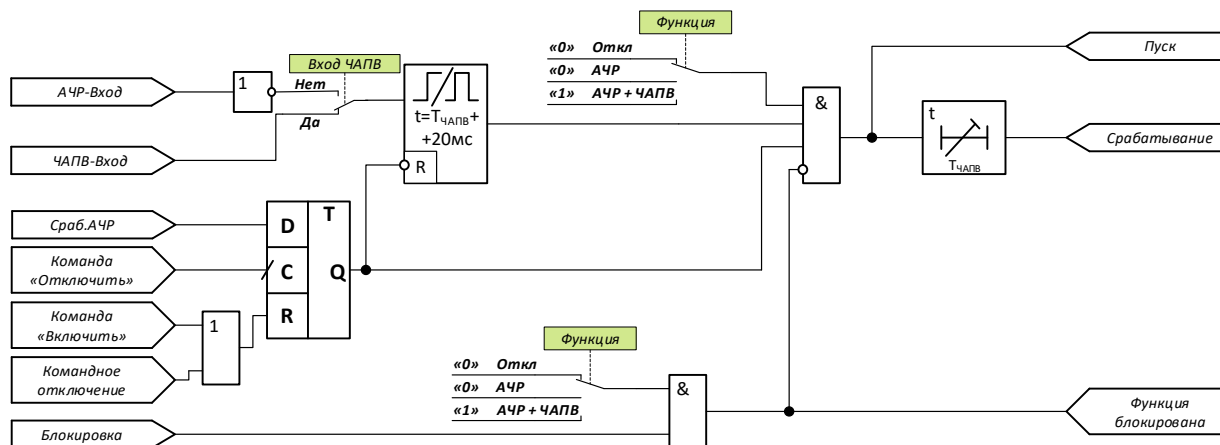 Функция
Пуск
«0» Откл
«0» АЧР
«1» АЧР + ЧАПВ
Вход ЧАПВ
АЧР-Вход
1
Нет
Да
t=TЧАПВ+
+20мс
R
&
t
TЧАПВ
Срабатывание
ЧАПВ-Вход
Сраб.АЧР
D
T
Команда
«Отключить»
C
Q
Команда
«Включить»
R
1
Командное
отключение
Функция
«0» Откл
«0» АЧР
«1» АЧР + ЧАПВ
&
Функция
блокирована
Блокировка